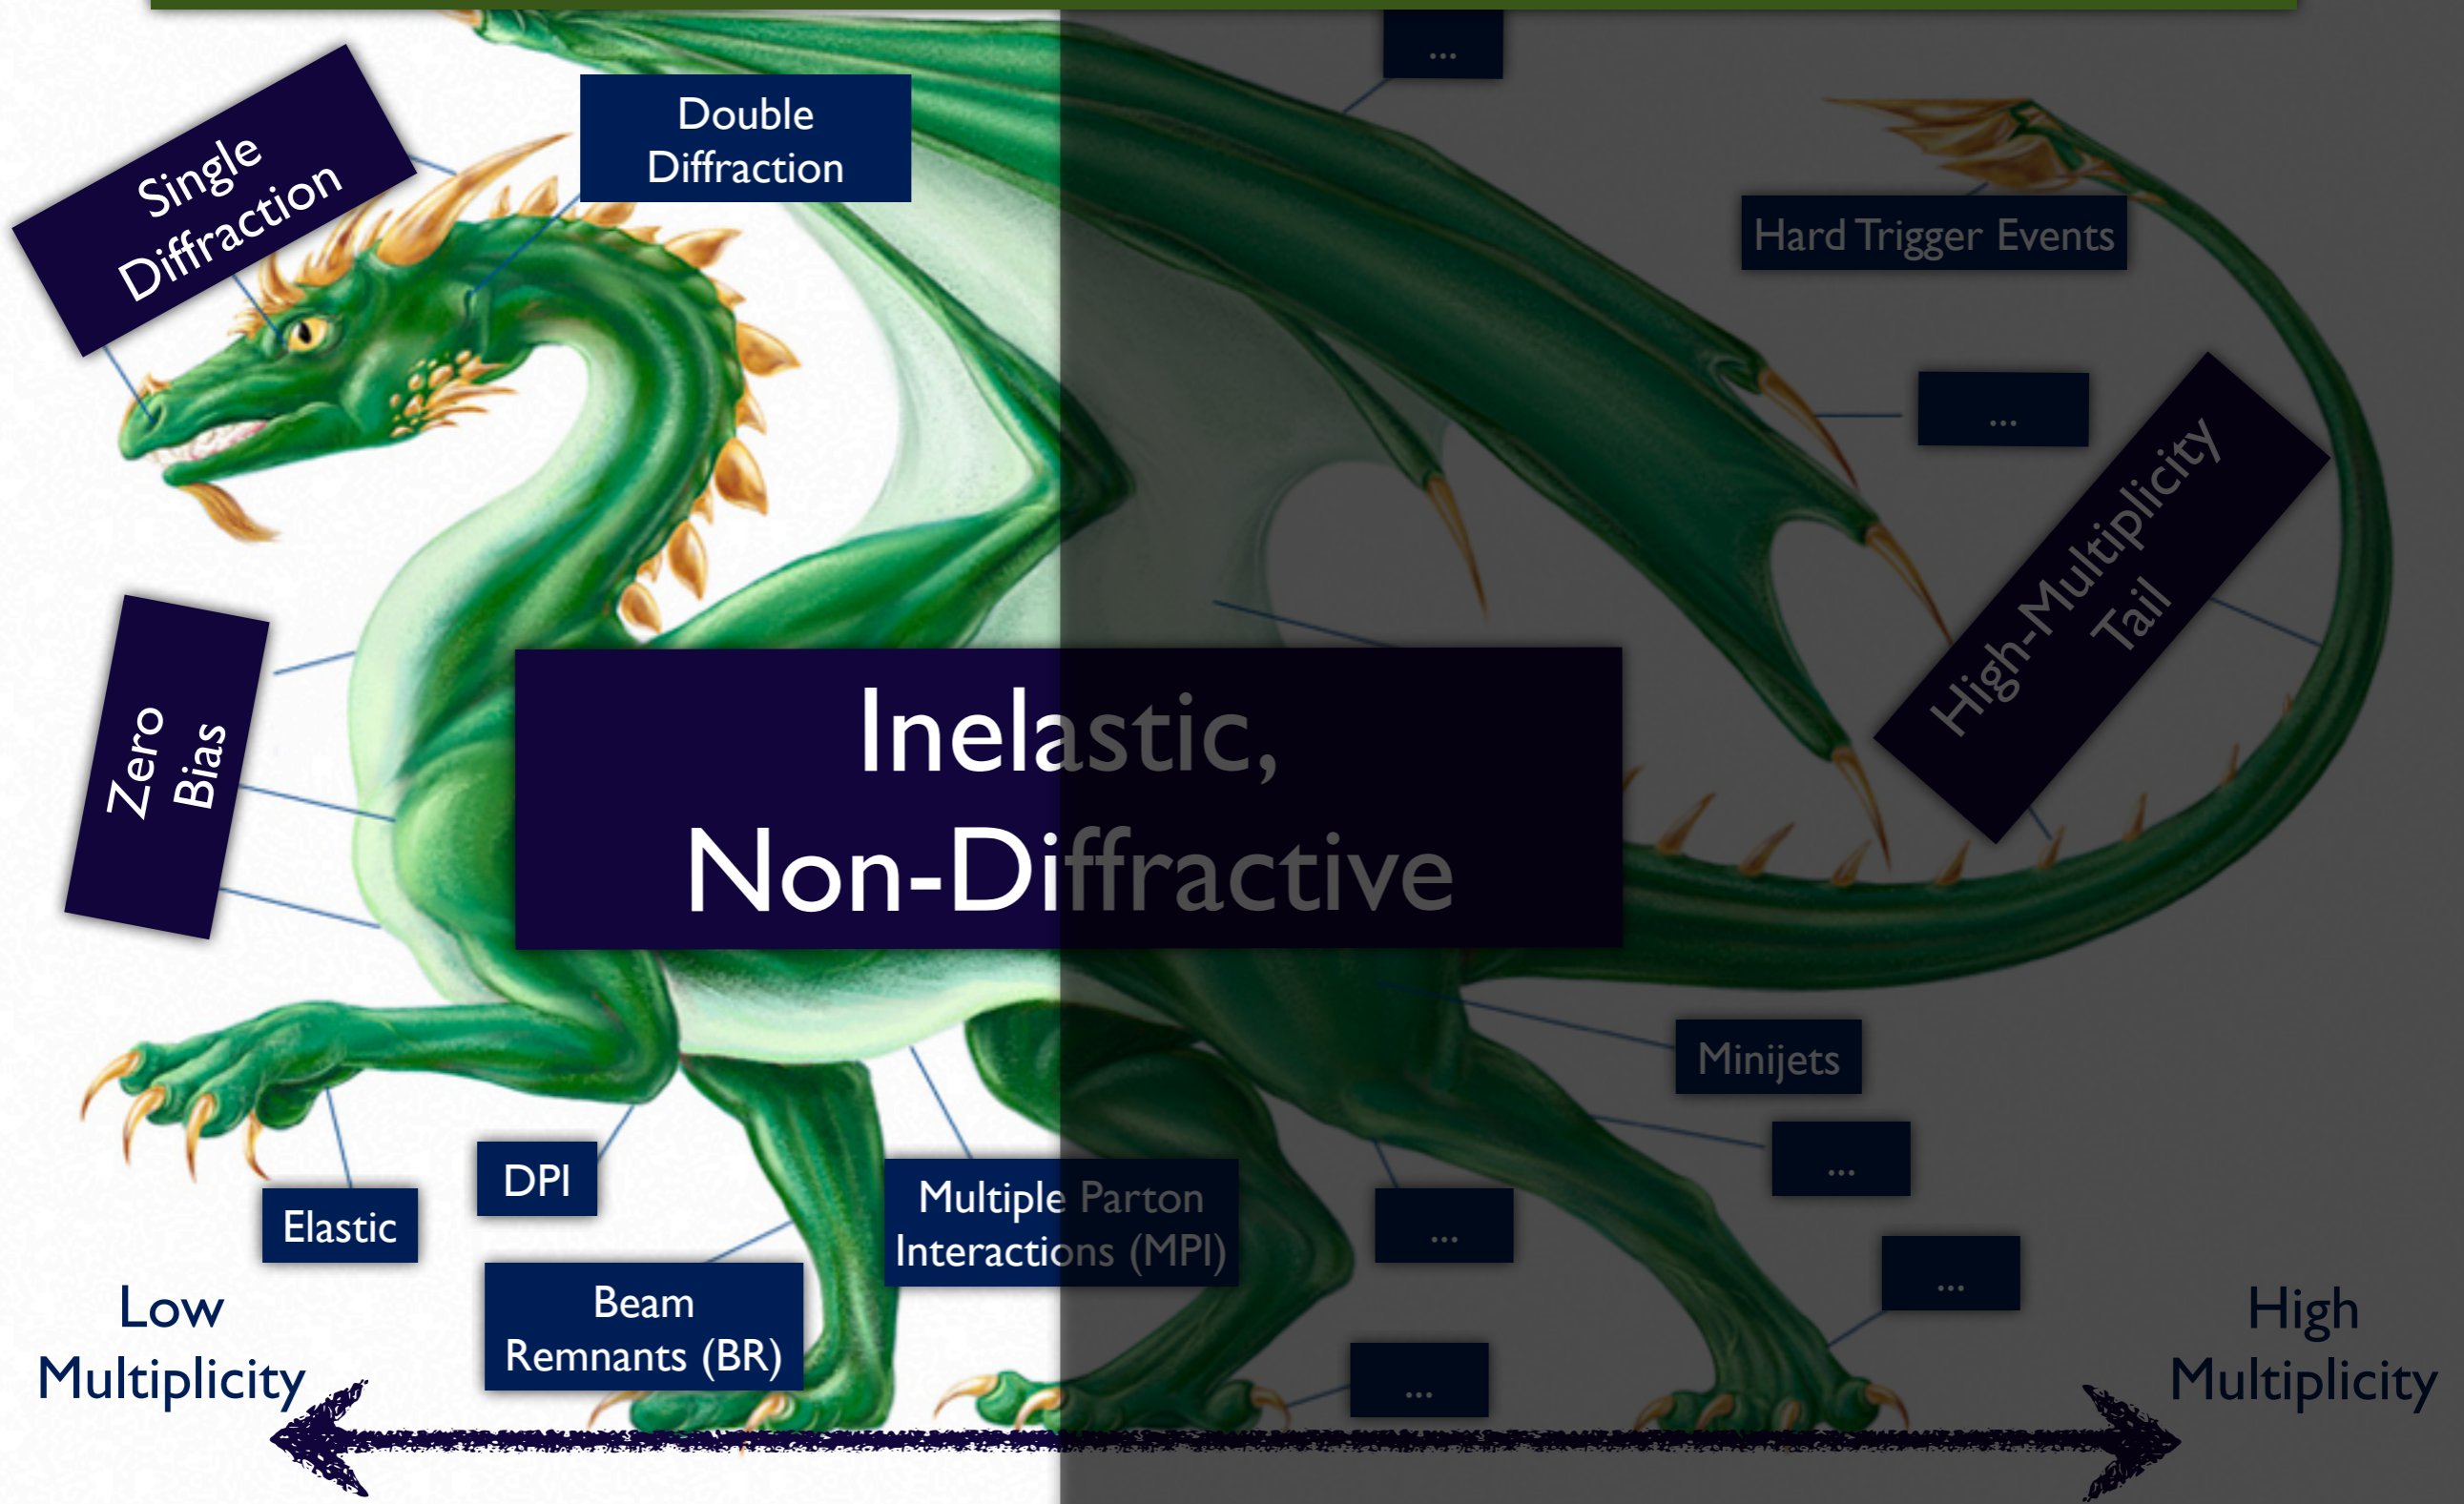 ...
Double
Diffraction
Single
Diffraction
Hard Trigger Events
...
High-Multiplicity
Tail
Zero
Bias
Inelastic,
Non-Diffractive
Minijets
...
DPI
Elastic
Multiple Parton
Interactions (MPI)
...
...
Beam
Remnants (BR)
...
Low
Multiplicity
High
Multiplicity